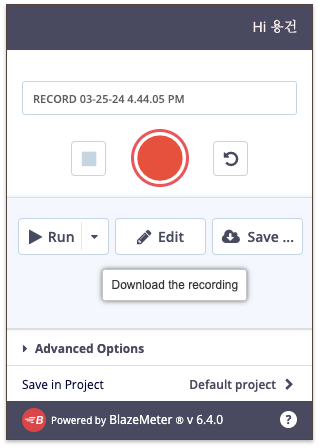 Hi 용건
RECORD 03-25-24 4.44.05 PM
Run Edit Save ...
Download the recording
Advanced Options
Save in Project Default project
Powered by BlazeMeter ® v 6.4.0 ?